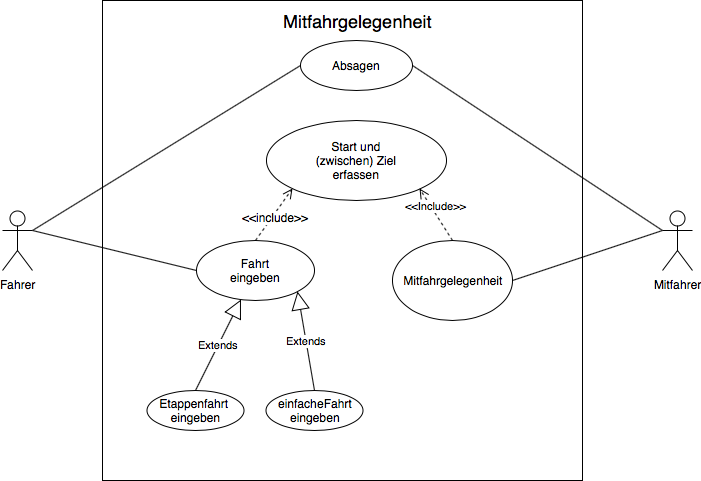 Mitfahrgelegenheit
Absagen
Start und
(zwischen) Ziel
erfassen
<<include>>
<<Include>>
Fahrer
Mitfahrer
Fahrt
eingeben
Mitfahrgelegenheit
Extends
Extends
Etappenfahrt
eingeben
einfacheFahrt
eingeben